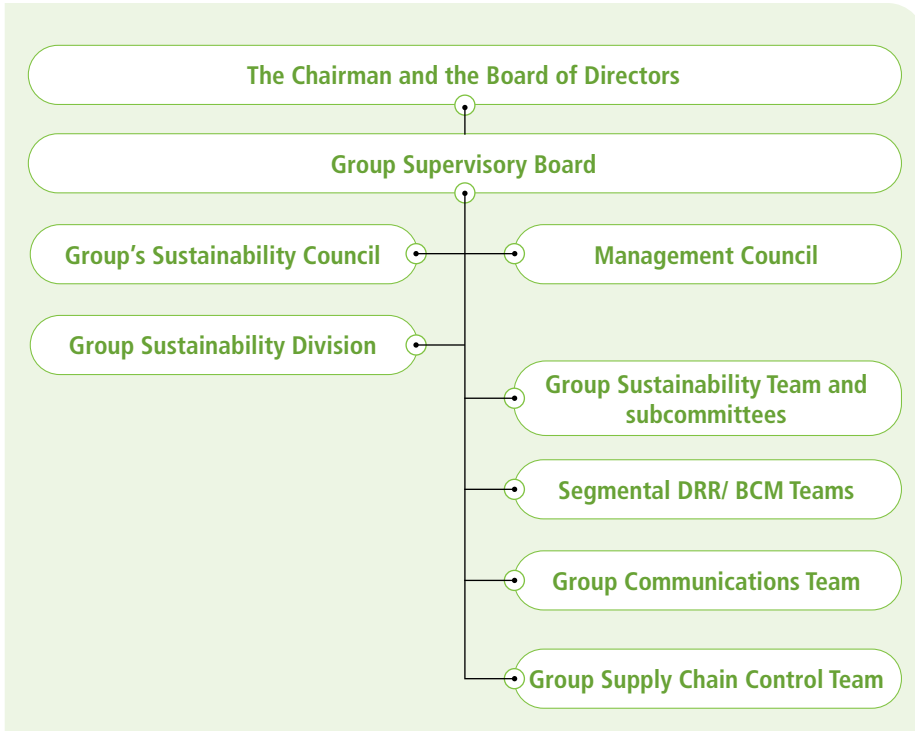 The Chairman and the Board of Directors
Group Supervisory Board
Group’s Sustainability Council
Management Council
Group Sustainability Division
Group Sustainability Team and
subcommittees
Segmental DRR/ BCM Teams
Group Communications Team
Group Supply Chain Control Team